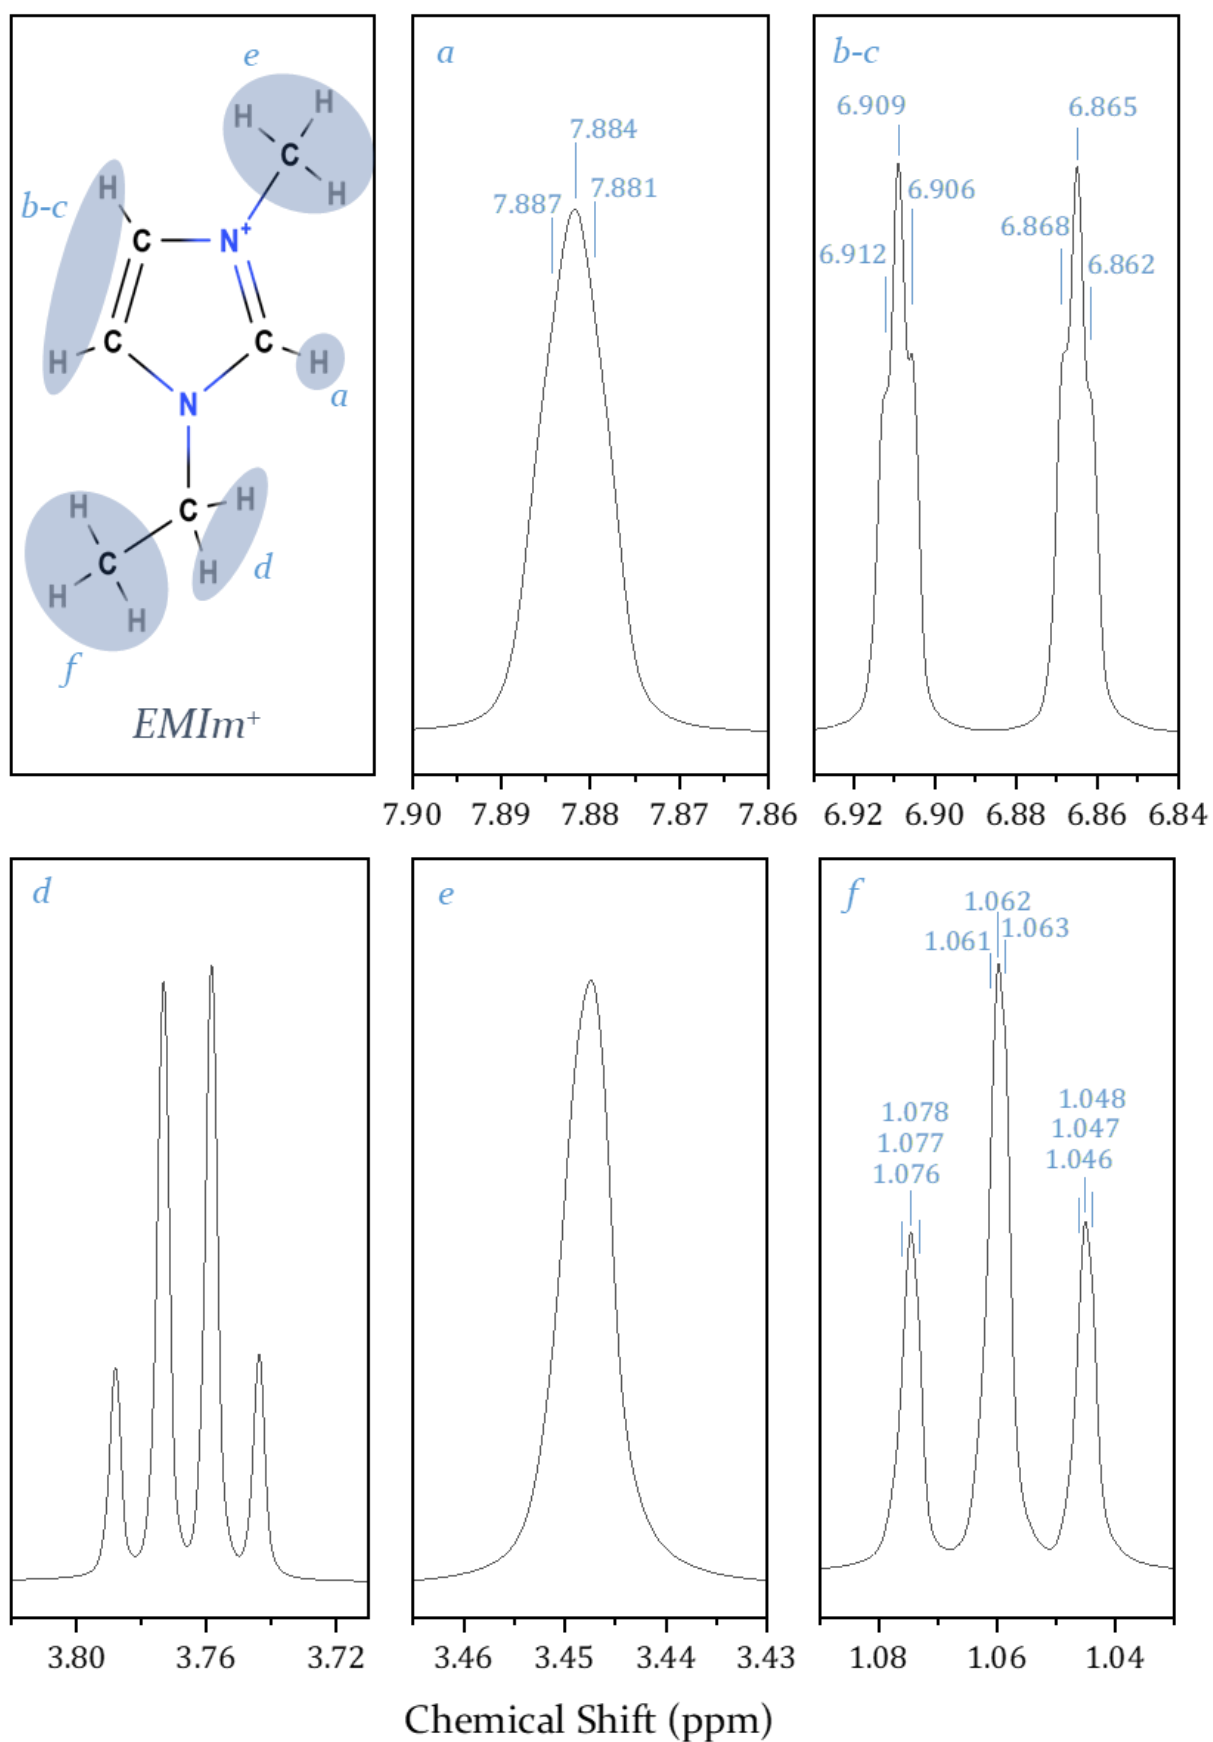 e
H
H
C
H
b-c
H
C
N+
H
C
C
H
a
N
H
C
H
C
H
H
H
d
f
EMIm+
a
7.884
7.887
7.881
7.90 7.89 7.88 7.87 7.86
b-c
6.909
6.865
6.906
6.868
6.912
6.862
6.92 6.90 6.88 6.86 6.84
d
3.80 3.76 3.72
e
3.46 3.45 3.44 3.43
f
1.062
1.061
1.063
1.078
1.077
1.076
1.048
1.047
1.046
1.08 1.06 1.04
Chemical Shift (ppm)